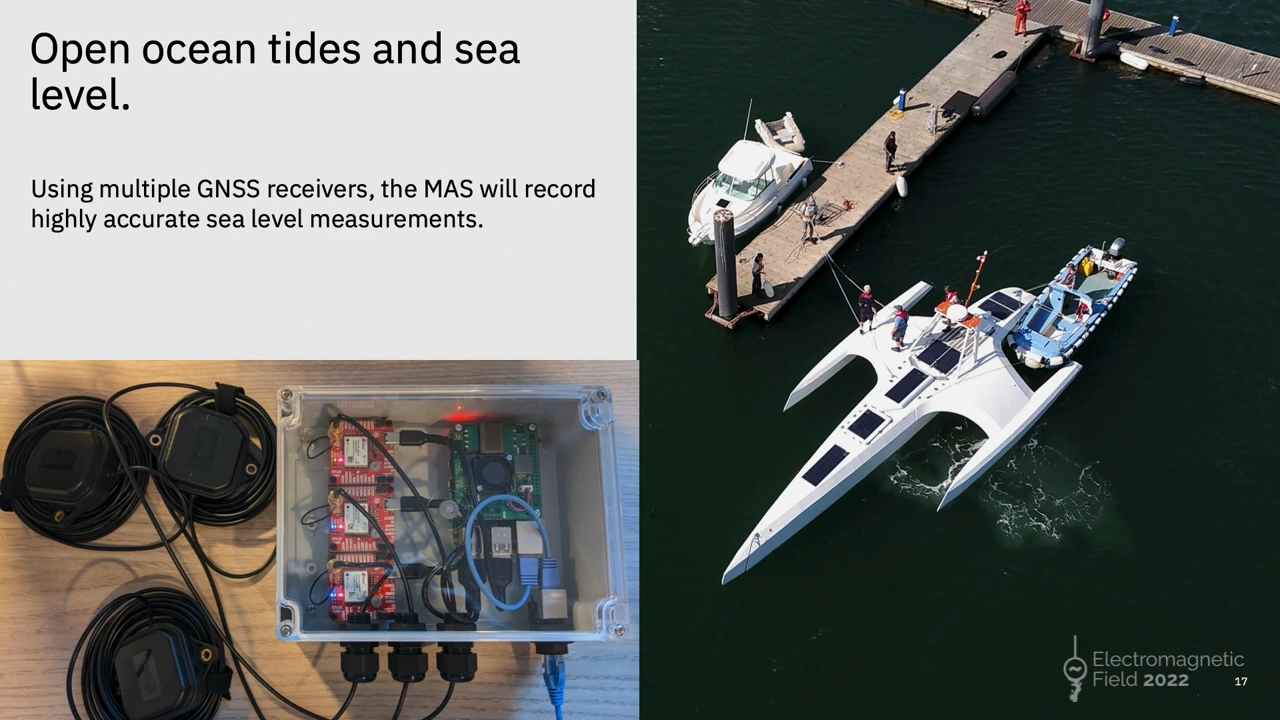 Open ocean tides and sea
level.
Using multiple GNSS receivers, the MAS will record
highly accurate sea level measurements.
Electromagnetic
Field 2022
17